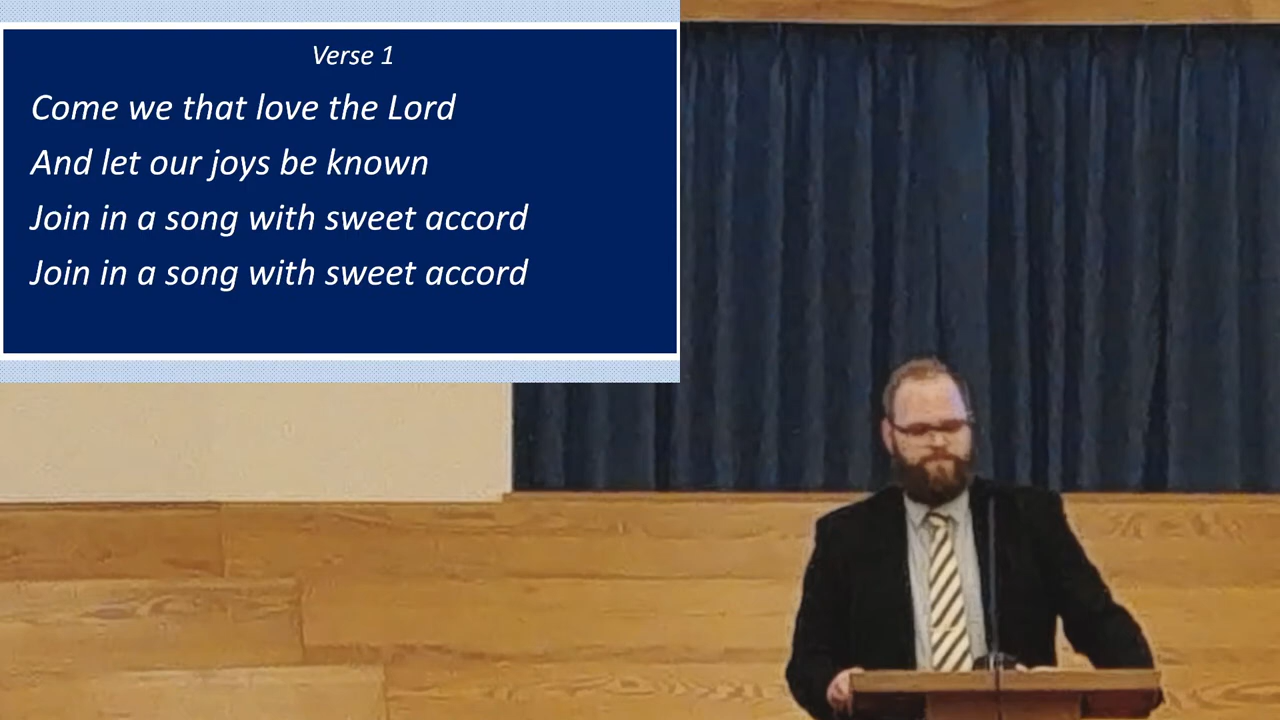 Verse 1
Come we that love the Lord
And let our joys be known
Join in a song with sweet accord
Join in a song with sweet accord